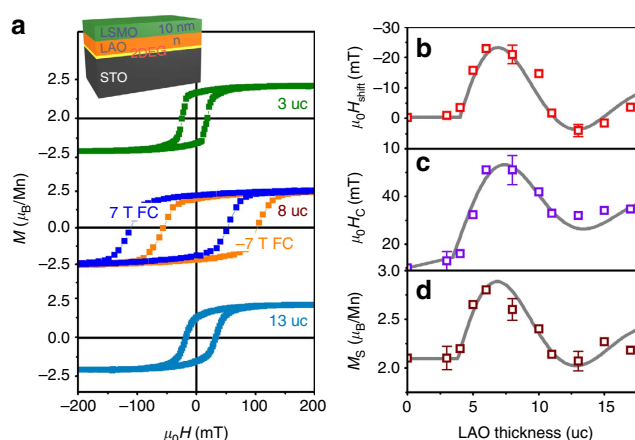 a
LSMO 10 nm
LAO n
2DEG
STO
2.5
2.0
−2.5
2.5
0.0
−2.5
2.5
0.0
−2.5
3 uc
7 T FC
8 uc
−7 T FC
13 uc
M (μB/Mn)
−200 −100 0 100 200
μ0H (mT)
b
−30
−20
−10
0
10
μ0Hshift (mT)
c
40
20
μ0HC (mT)
d
3.0
2.5
2.0
MS (μB/Mn)
0 5 10 15
LAO thickness (uc)